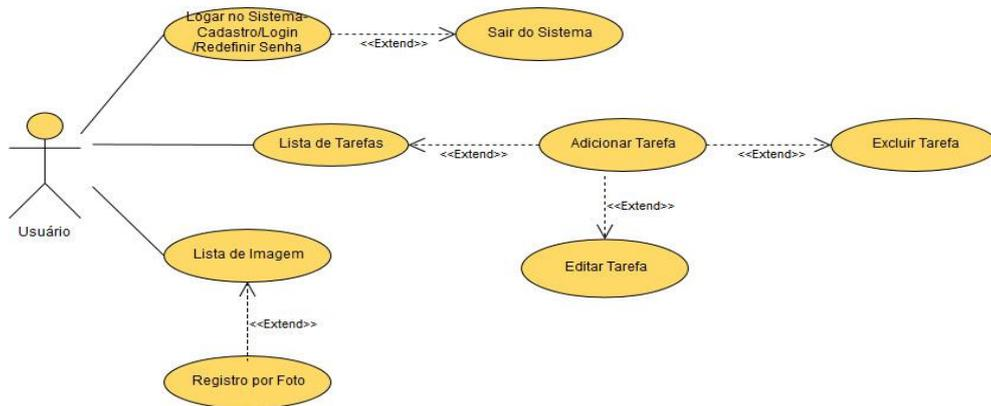 Logar no Sistema-
Cadastro/Login
/Redefinir Senha
<<Extend>>
Sair do Sistema
Lista de Tarefas
<<Extend>>
Adicionar Tarefa
<<Extend>>
Excluir Tarefa
<<Extend>>
Usuário
Lista de Imagem
Editar Tarefa
<<Extend>>
Registro por Foto